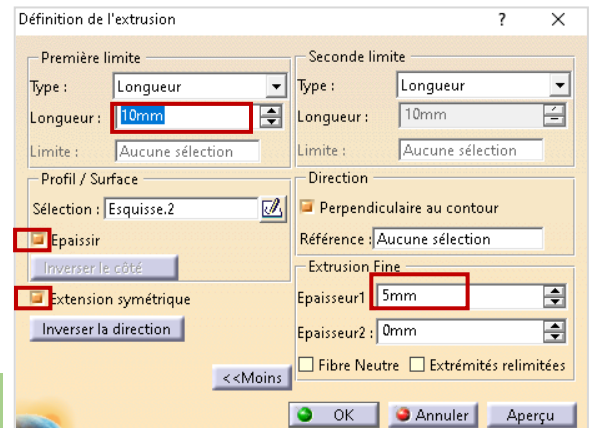 Définition de l'extrusion ? ×
Première limite
Type : Longueur
Longueur : 10mm
Limite : Aucune sélection
Profil / Surface
Sélection : Esquisse.2
Epaissir
Inverser le côté
Extension symétrique
Inverser la direction
<<Moins
Seconde limite
Type : Longueur
Longueur : 10mm
Limite : Aucune sélection
Direction
Perpendiculaire au contour
Référence : Aucune sélection
Extrusion Fine
Epaisseur1 5mm
Epaisseur2 : 0mm
Fibre Neutre Extrémités relimitées
OK Annuler Aperçu